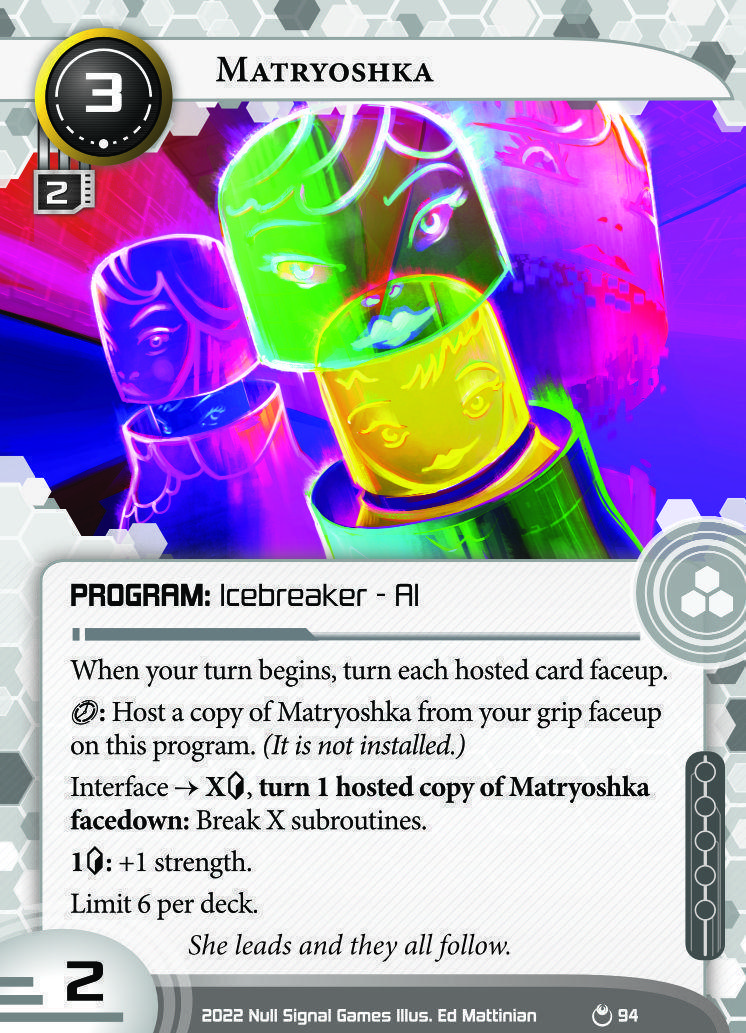 3
MATRYOSHKA
2
PROGRAM: Icebreaker - AI
When your turn begins, turn each hosted card faceup.
: Host a copy of Matryoshka from your grip faceup
on this program. (It is not installed.)
Interface → X, turn 1 hosted copy of Matryoshka
facedown: Break X subroutines.
1: +1 strength.
Limit 6 per deck.
She leads and they all follow.
2
2022 Null Signal Games Illus. Ed Mattinian
94